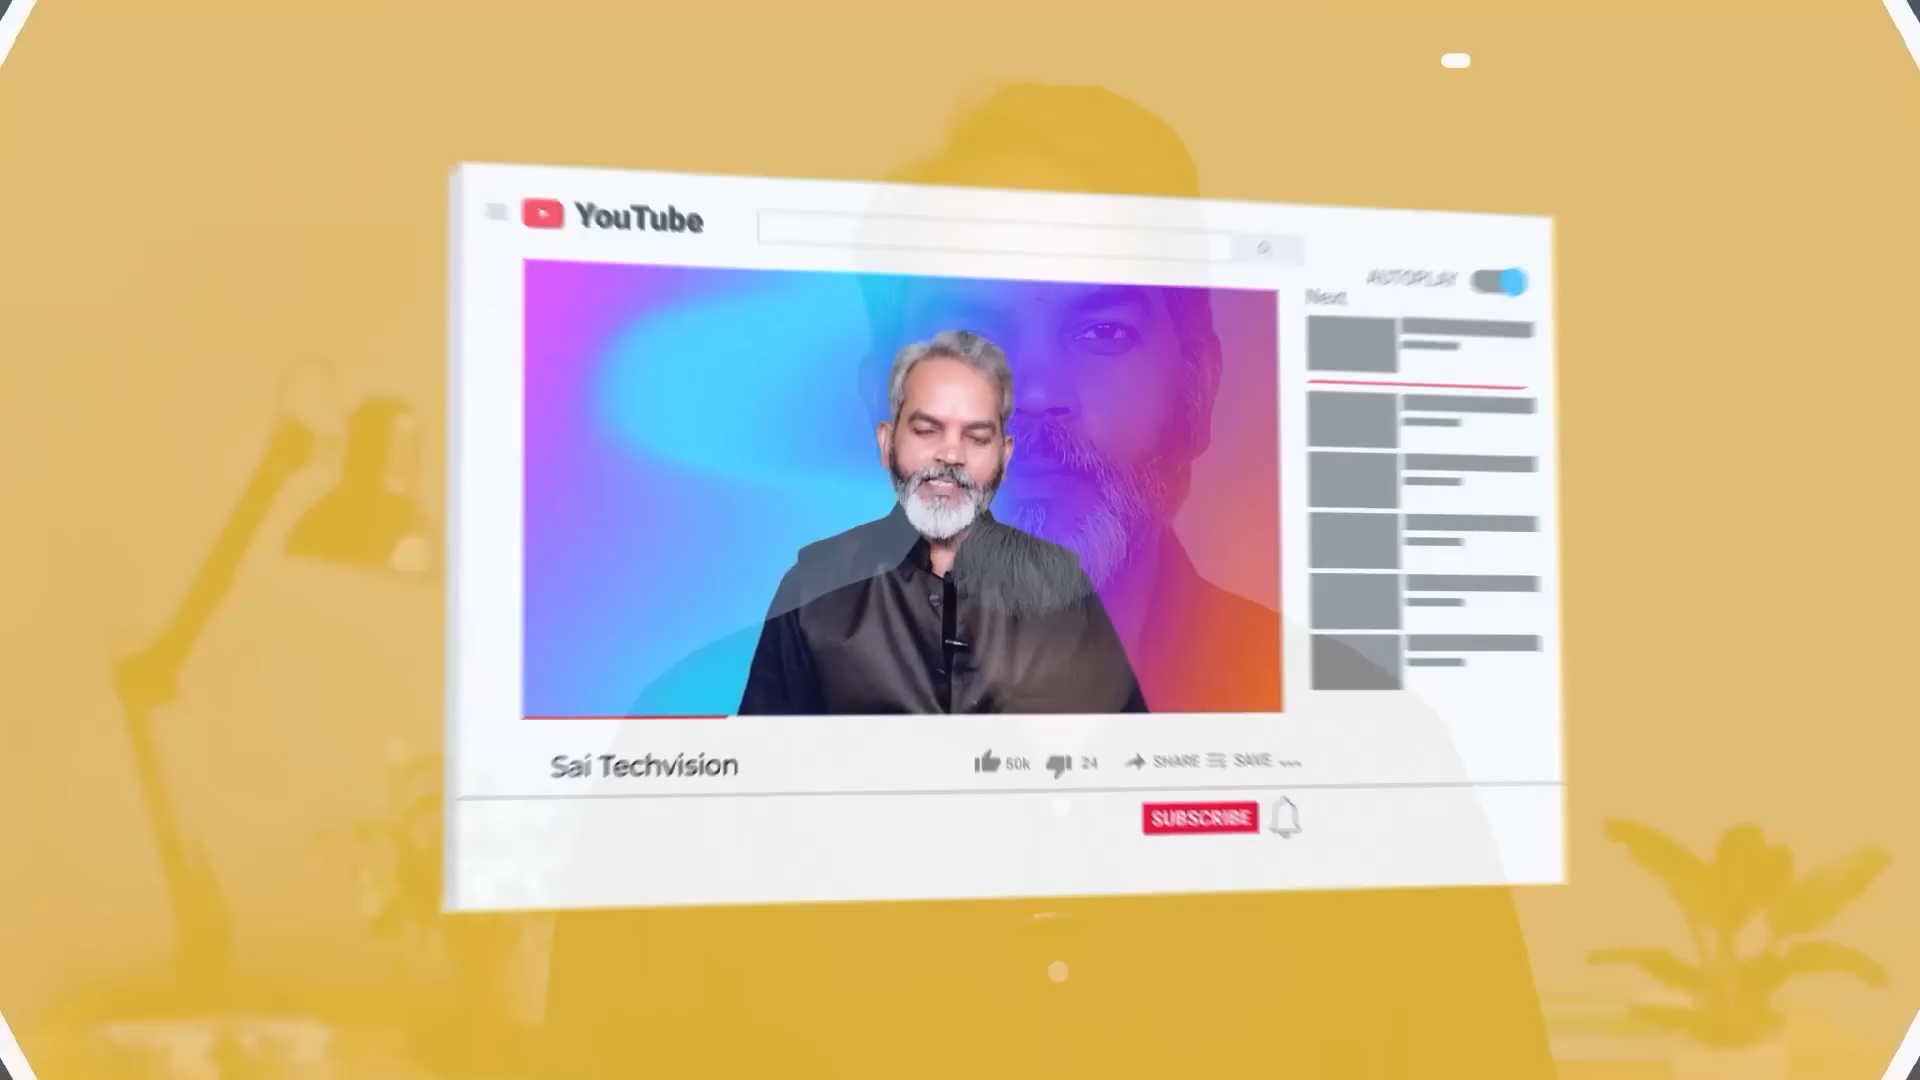 YouTube
AUTOPLAY
Next
Sai Techvision
50k 24 SHARE SAVE
SUBSCRIBE